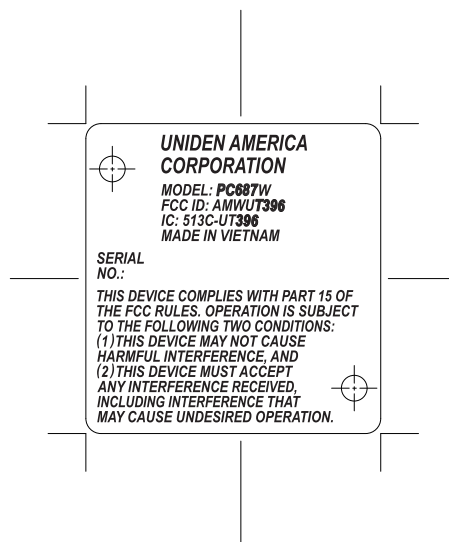 UNIDEN AMERICA
CORPORATION
MODEL: PC687W
FCC ID: AMWUT396
IC: 513C-UT396
MADE IN VIETNAM
SERIAL
NO.:
THIS DEVICE COMPLIES WITH PART 15 OF
THE FCC RULES. OPERATION IS SUBJECT
TO THE FOLLOWING TWO CONDITIONS:
(1) THIS DEVICE MAY NOT CAUSE
HARMFUL INTERFERENCE, AND
(2) THIS DEVICE MUST ACCEPT
ANY INTERFERENCE RECEIVED,
INCLUDING INTERFERENCE THAT
MAY CAUSE UNDESIRED OPERATION.